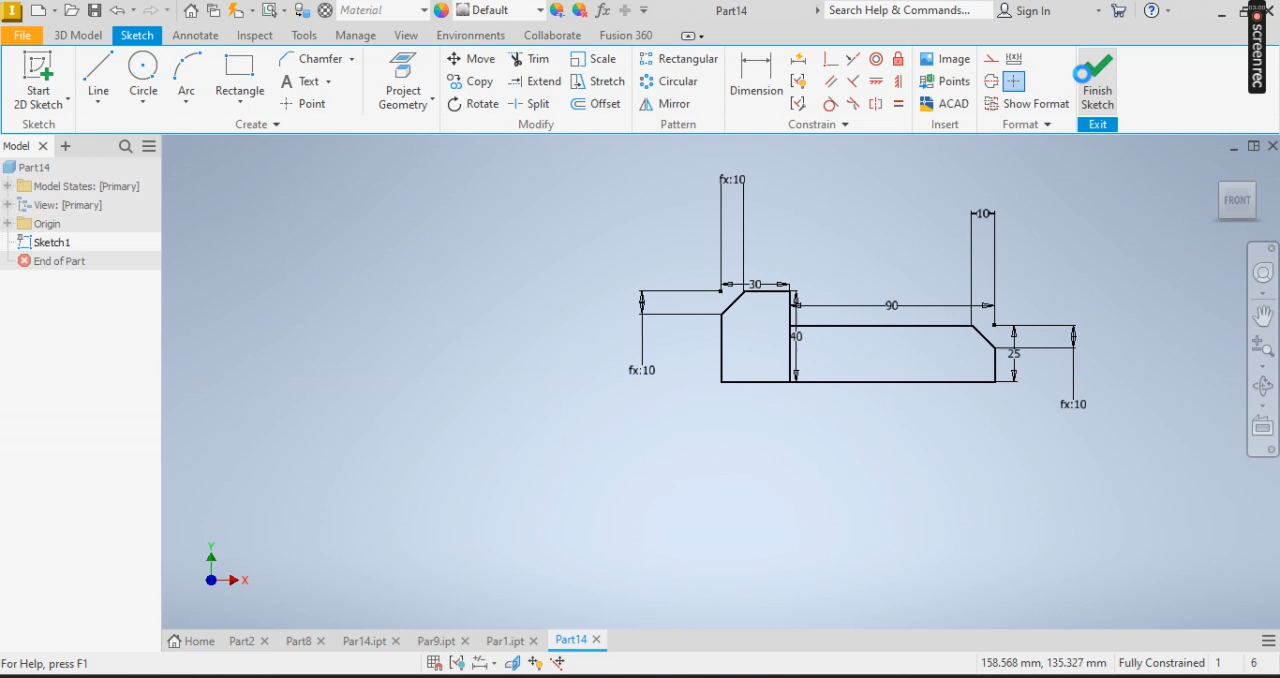 Material Default fx Part14 Search Help & Commands... Sign In
File 3D Model Sketch Annotate Inspect Tools Manage View Environments Collaborate Fusion 360
Start
2D Sketch
Line
Circle
Arc
Rectangle
Chamfer
Text
Point
Project
Geometry
Move Trim Scale
Copy Extend Stretch
Rotate Split Offset
Rectangular
Circular
Mirror
Dimension
Image
Points
ACAD
Show Format
Finish
Sketch
Sketch Create Modify Pattern Constrain Insert Format Exit
screenrec
Model
Part14
Model States: [Primary]
View: [Primary]
Origin
Sketch1
End of Part
FRONT
fx:10
10
30
90
40
25
fx:10
fx:10
Y
X
Home Part2 Part8 Par14.ipt Par9.ipt Par1.ipt Part14
For Help, press F1
158.568 mm, 135.327 mm Fully Constrained 1 6